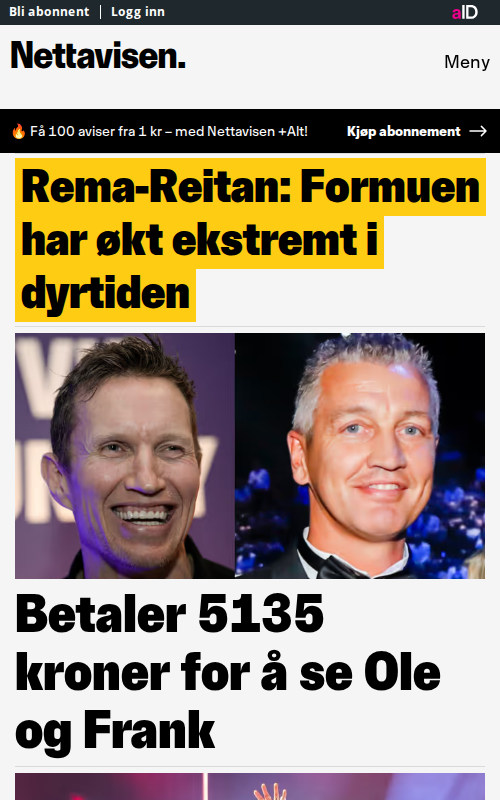 Bli abonnent | Logg inn
aID
Nettavisen.
Meny
🔥 Få 100 aviser fra 1 kr – med Nettavisen +Alt!
Kjøp abonnement →
Rema-Reitan: Formuen
har økt ekstremt i
dyrtiden
Betaler 5135
kroner for å se Ole
og Frank